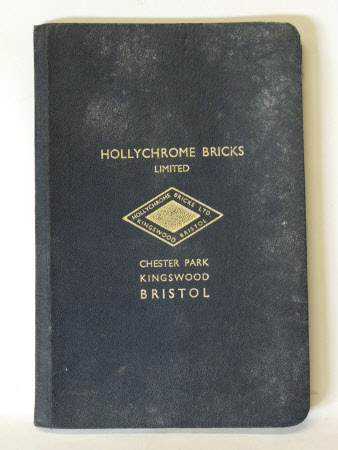 HOLLYCHROME BRICKS
LIMITED
HOLLYCHROME BRICKS LTD.
KINGSWOOD BRISTOL
CHESTER PARK
KINGSWOOD
BRISTOL